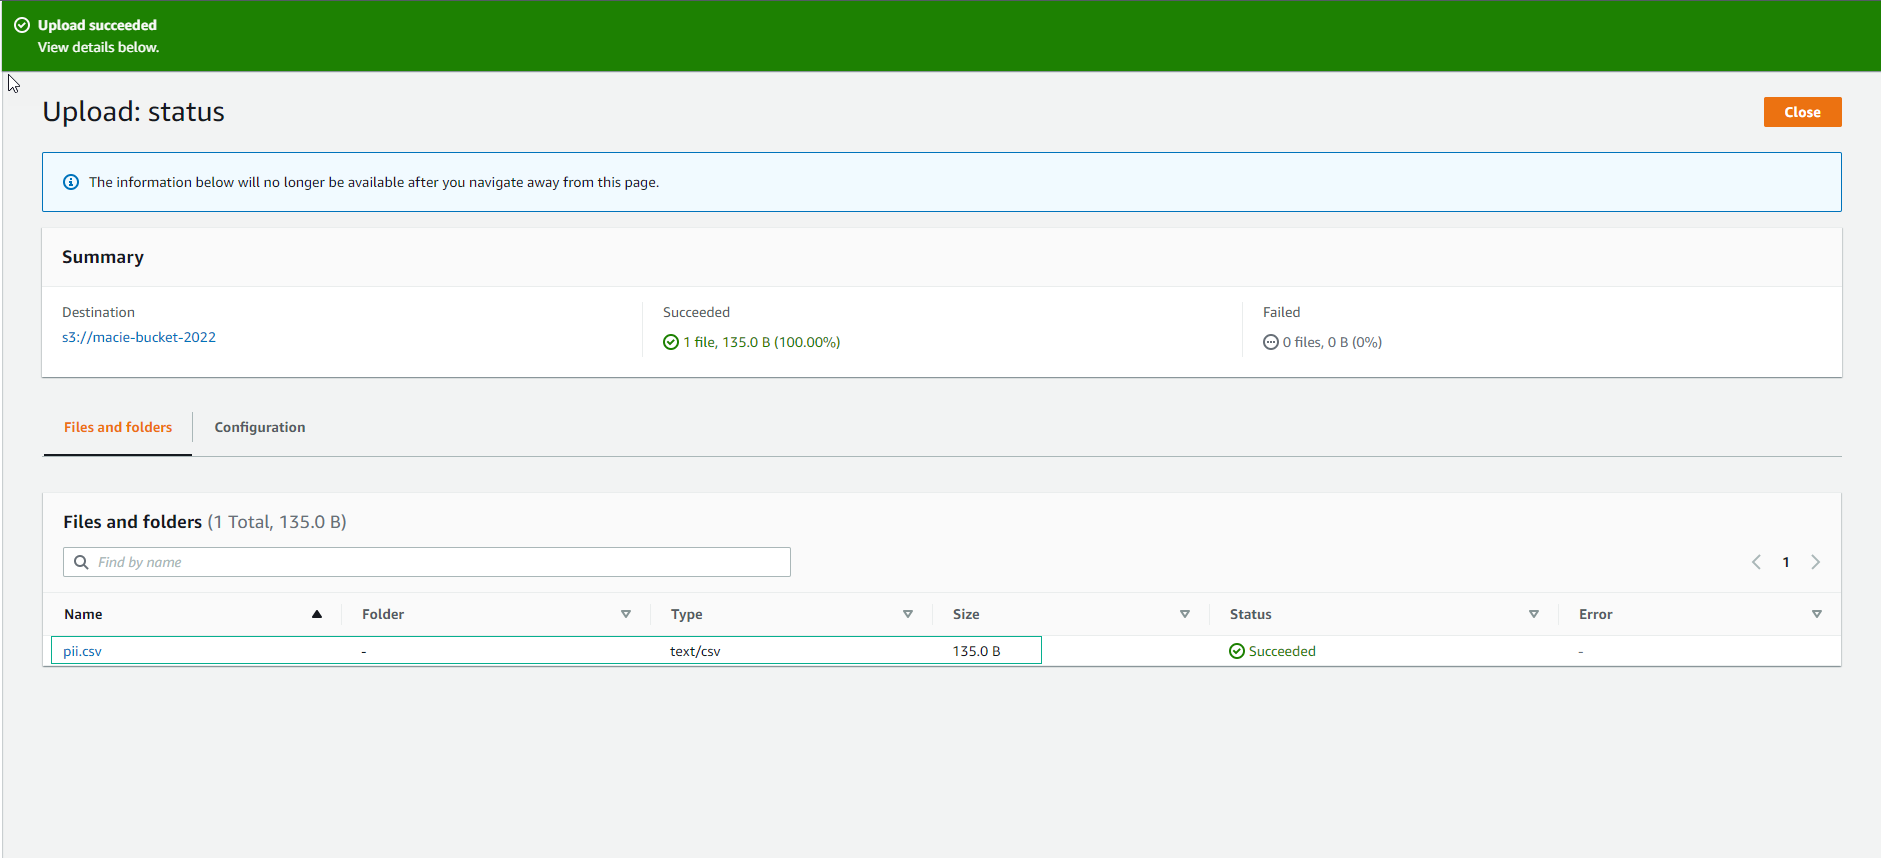 Upload succeeded
View details below.
Upload: status
Close
The information below will no longer be available after you navigate away from this page.
Summary
Destination
s3://macie-bucket-2022
Succeeded
1 file, 135.0 B (100.00%)
Failed
0 files, 0 B (0%)
Files and folders
Configuration
Files and folders (1 Total, 135.0 B)
Find by name
1
Name Folder Type Size Status Error
pii.csv - text/csv 135.0 B Succeeded -